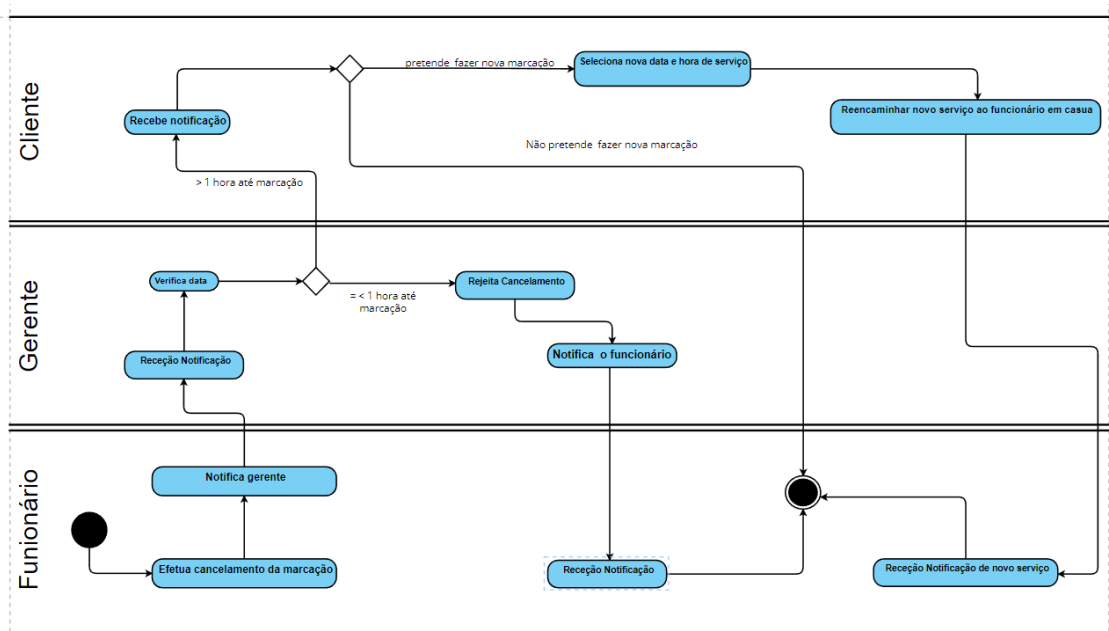 Cliente
pretende fazer nova marcação
Seleciona nova data e hora de serviço
Recebe notificação
Reencaminhar novo serviço ao funcionário em casua
Não pretende fazer nova marcação
> 1 hora até marcação
Gerente
Verifica data
Rejeita Cancelamento
= < 1 hora até
marcação
Receção Notificação
Notifica o funcionário
Funionário
Notifica gerente
Efetua cancelamento da marcação
Receção Notificação
Receção Notificação de novo serviço